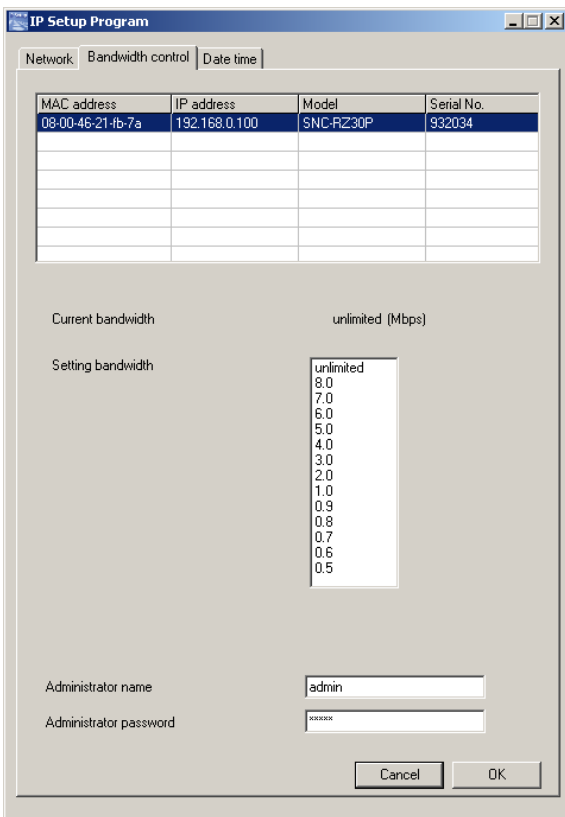 IP Setup Program
Network Bandwidth control Date time
MAC address IP address Model Serial No.
08-00-46-21-fb-7a 192.168.0.100 SNC-RZ30P 932034
Current bandwidth unlimited (Mbps)
Setting bandwidth
unlimited
8.0
7.0
6.0
5.0
4.0
3.0
2.0
1.0
0.9
0.8
0.7
0.6
0.5
Administrator name admin
Administrator password xxxxx
Cancel OK